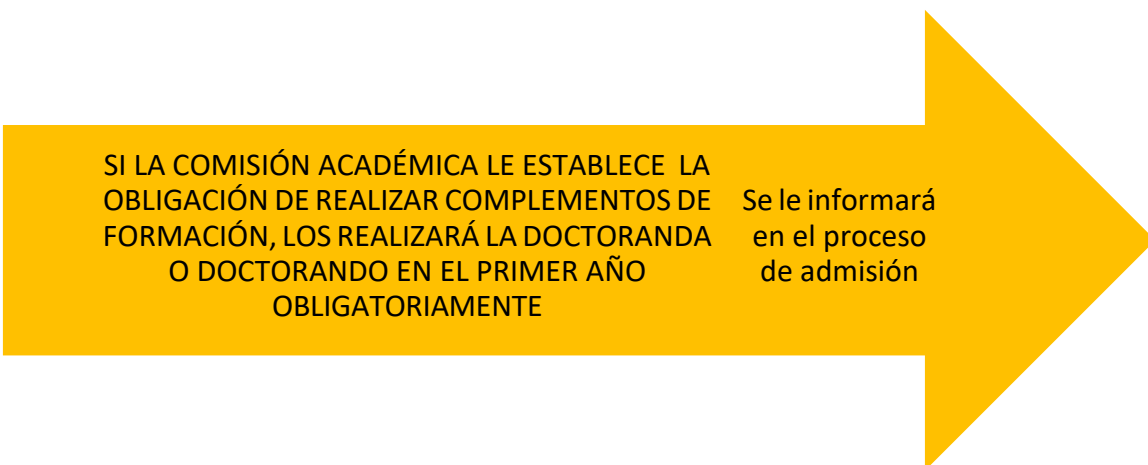 SI LA COMISIÓN ACADÉMICA LE ESTABLECE  LA
OBLIGACIÓN DE REALIZAR COMPLEMENTOS DE
FORMACIÓN, LOS REALIZARÁ LA DOCTORANDA
O DOCTORANDO EN EL PRIMER AÑO
OBLIGATORIAMENTE
Se le informará
en el proceso
de admisión